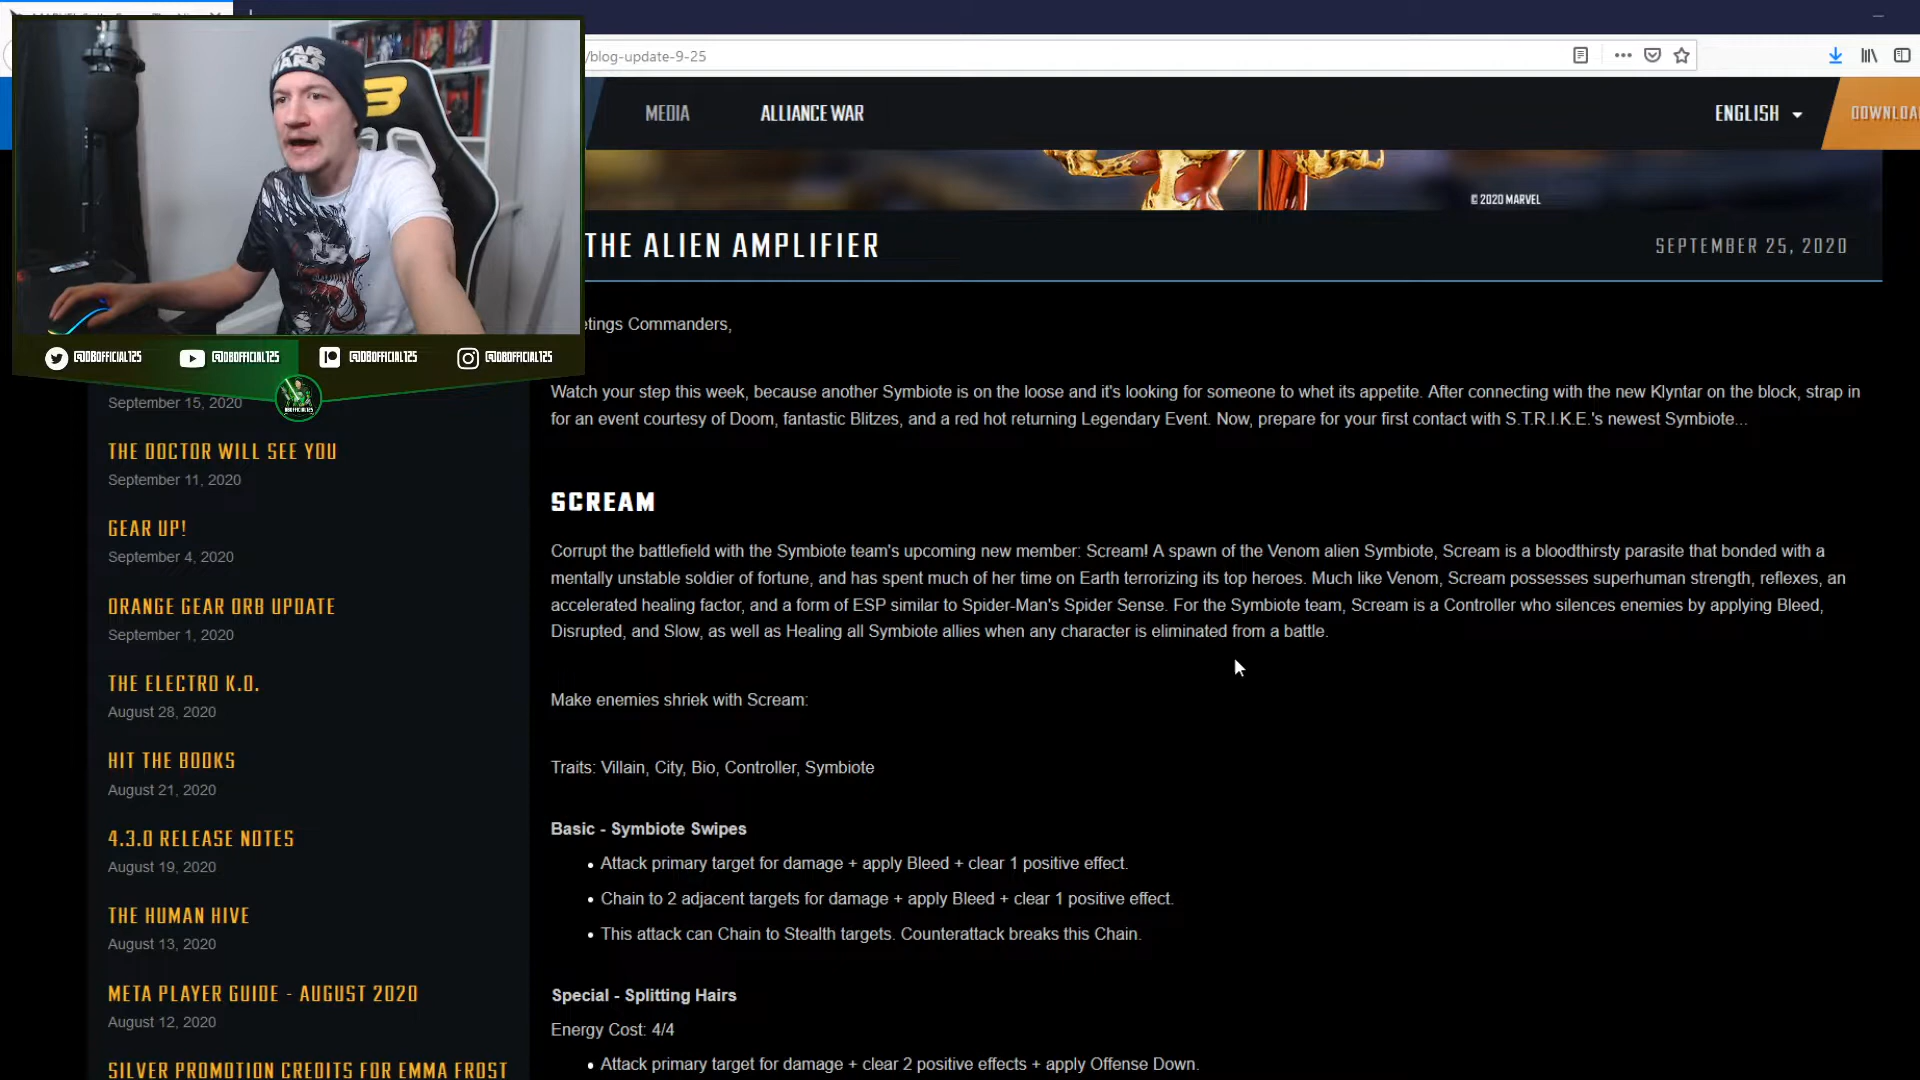 /blog-update-9-25
MEDIA
ALLIANCE WAR
ENGLISH
DOWNLOA
© 2020 MARVEL
THE ALIEN AMPLIFIER
SEPTEMBER 25, 2020
STAR WARS
@DBOFFICIAL125
@DBOFFICIAL125
@DBOFFICIAL125
@DBOFFICIAL125
DBOFFICIAL125
September 15, 2020
THE DOCTOR WILL SEE YOU
September 11, 2020
GEAR UP!
September 4, 2020
ORANGE GEAR ORB UPDATE
September 1, 2020
THE ELECTRO K.O.
August 28, 2020
HIT THE BOOKS
August 21, 2020
4.3.0 RELEASE NOTES
August 19, 2020
THE HUMAN HIVE
August 13, 2020
META PLAYER GUIDE - AUGUST 2020
August 12, 2020
SILVER PROMOTION CREDITS FOR EMMA FROST
etings Commanders,
Watch your step this week, because another Symbiote is on the loose and it's looking for someone to whet its appetite. After connecting with the new Klyntar on the block, strap in
for an event courtesy of Doom, fantastic Blitzes, and a red hot returning Legendary Event. Now, prepare for your first contact with S.T.R.I.K.E.'s newest Symbiote...
SCREAM
Corrupt the battlefield with the Symbiote team's upcoming new member: Scream! A spawn of the Venom alien Symbiote, Scream is a bloodthirsty parasite that bonded with a
mentally unstable soldier of fortune, and has spent much of her time on Earth terrorizing its top heroes. Much like Venom, Scream possesses superhuman strength, reflexes, an
accelerated healing factor, and a form of ESP similar to Spider-Man's Spider Sense. For the Symbiote team, Scream is a Controller who silences enemies by applying Bleed,
Disrupted, and Slow, as well as Healing all Symbiote allies when any character is eliminated from a battle.
Make enemies shriek with Scream:
Traits: Villain, City, Bio, Controller, Symbiote
Basic - Symbiote Swipes
• Attack primary target for damage + apply Bleed + clear 1 positive effect.
• Chain to 2 adjacent targets for damage + apply Bleed + clear 1 positive effect.
• This attack can Chain to Stealth targets. Counterattack breaks this Chain.
Special - Splitting Hairs
Energy Cost: 4/4
• Attack primary target for damage + clear 2 positive effects + apply Offense Down.